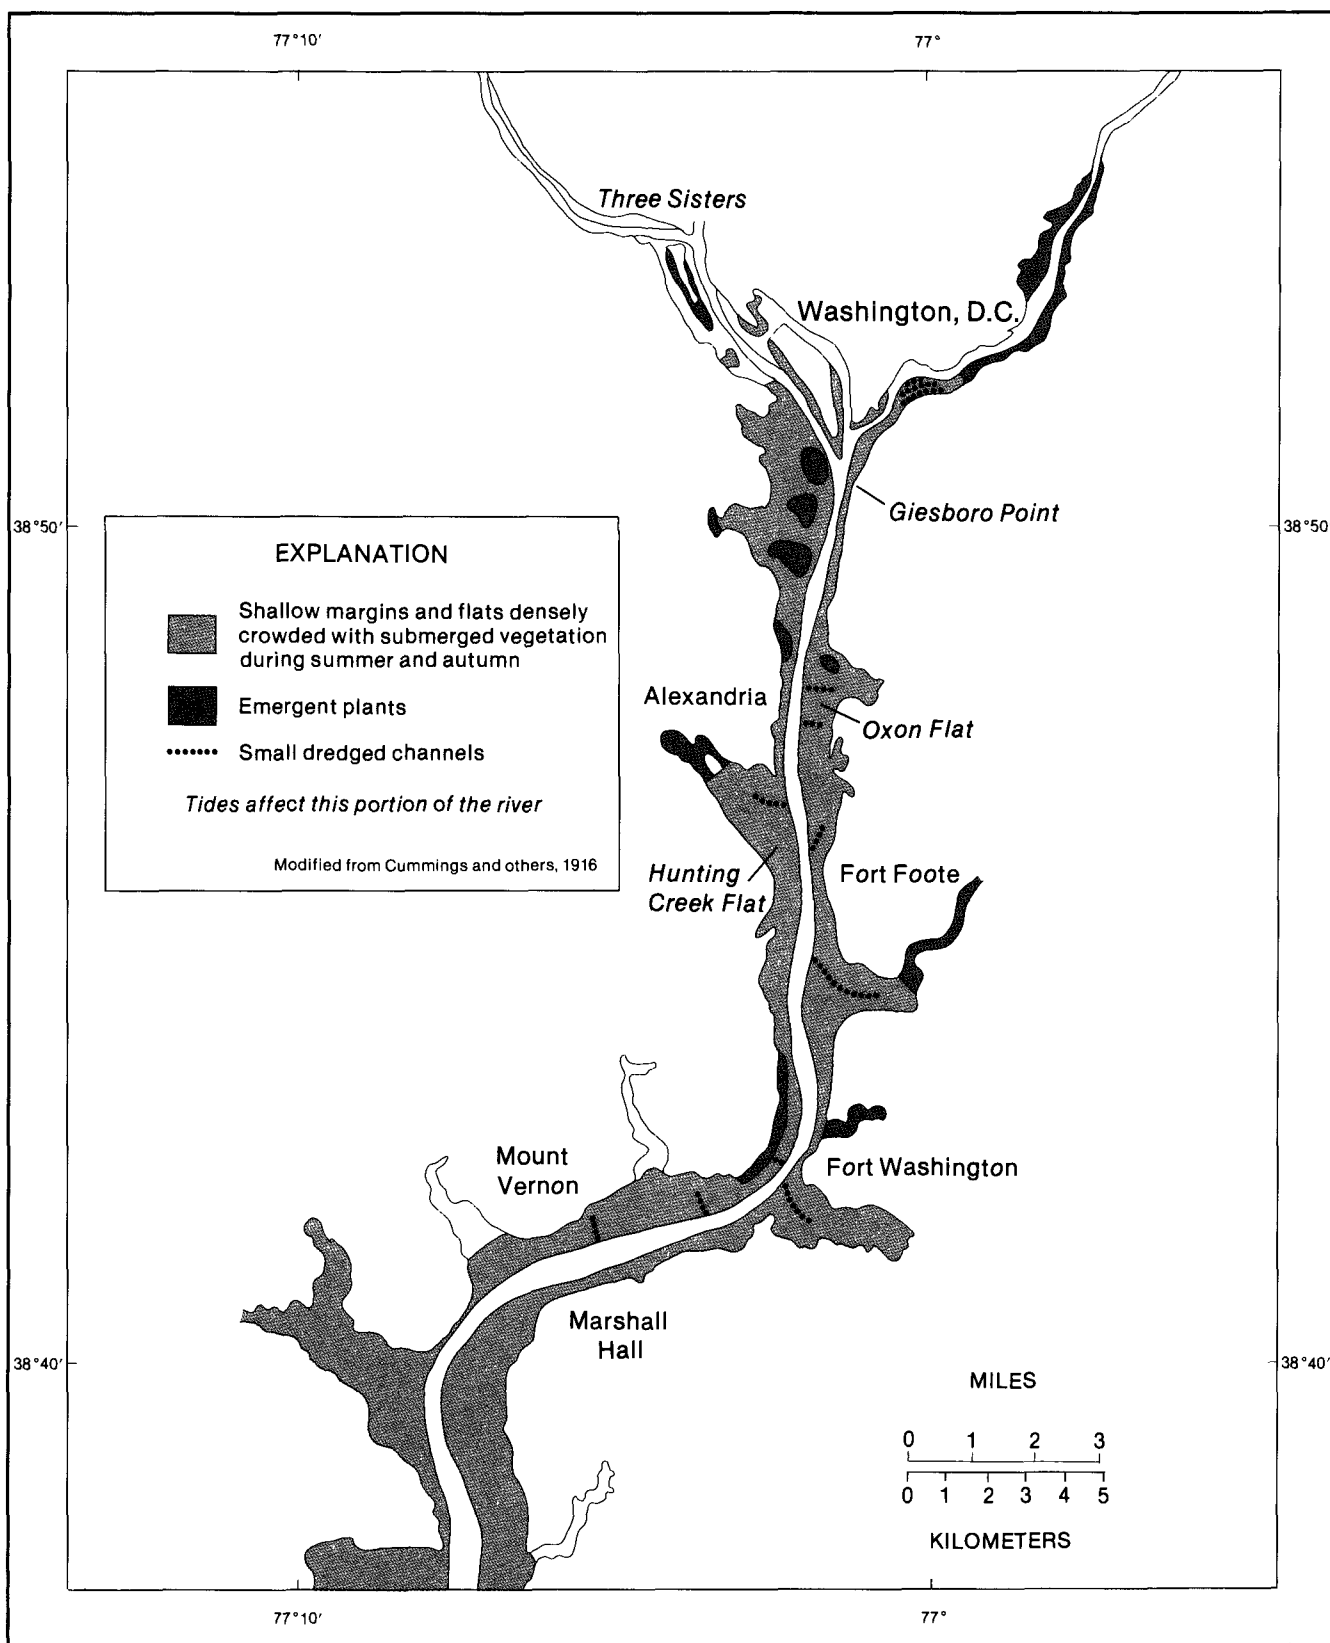 77°10'
77°
Three Sisters
Washington, D.C.
38°50'
38°50'
Giesboro Point
EXPLANATION
Shallow margins and flats densely
crowded with submerged vegetation
during summer and autumn
Emergent plants
Small dredged channels
Tides affect this portion of the river
Modified from Cummings and others, 1916
Alexandria
Oxon Flat
Hunting
Creek Flat
Fort Foote
Mount
Vernon
Fort Washington
Marshall
Hall
38°40'
38°40'
MILES
0 1 2 3
0 1 2 3 4 5
KILOMETERS
77°10'
77°